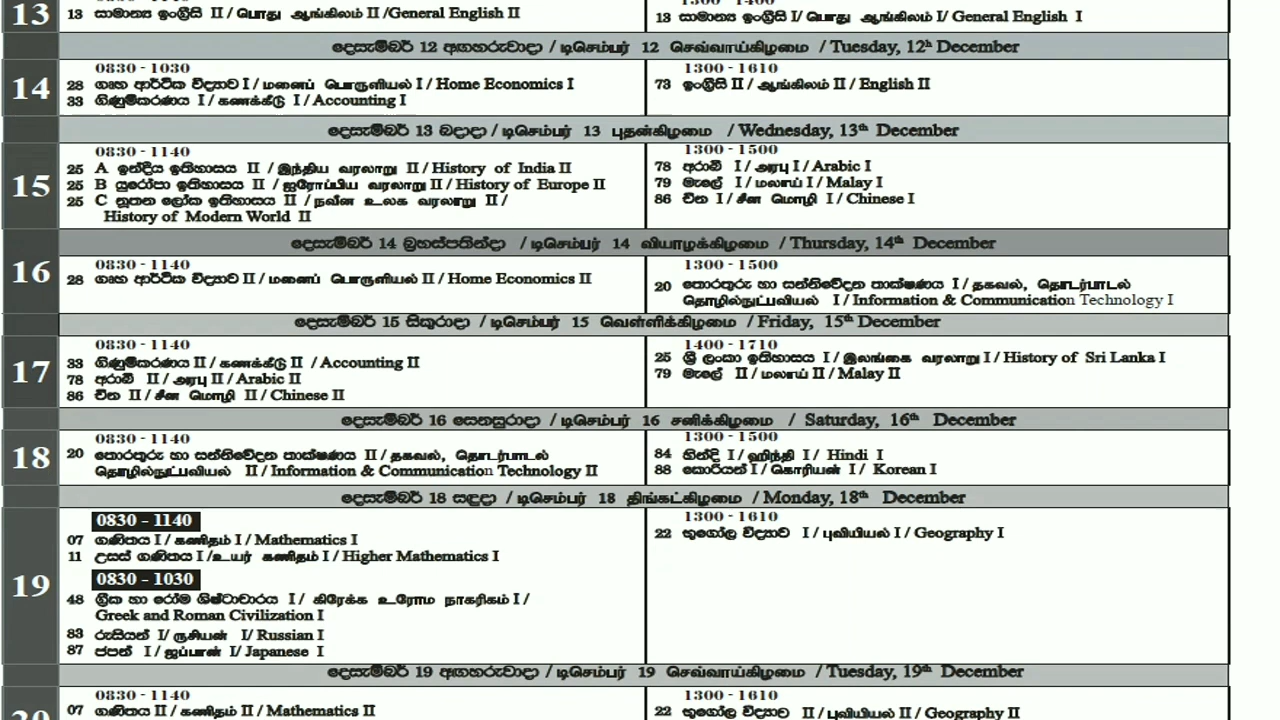 13
13 සාමාන්‍ය ඉංග්‍රීසි II / பொது ஆங்கிலம் II /General English II
1300 - 1400
13 සාමාන්‍ය ඉංග්‍රීසි I/ பொது ஆங்கிலம் I/ General English I
දෙසැම්බර් 12 අඟහරුවාදා / டிசெம்பர் 12 செவ்வாய்கிழமை / Tuesday, 12h December
14
0830 - 1030
28 ගෘහ ආර්ථික විද්‍යාව I / மனைப் பொருளியல் I / Home Economics I
33 ගිණුම්කරණය I / கணக்கீடு I / Accounting I
1300 - 1610
73 ඉංග්‍රීසි II / ஆங்கிலம் II / English II
දෙසැම්බර් 13 බදාදා / டிசெம்பர் 13 புதன்கிழமை / Wednesday, 13th December
15
0830 - 1140
25 A ඉන්දීය ඉතිහාසය II / இந்திய வரலாறு II / History of India II
25 B යුරෝපා ඉතිහාසය II / ஐரோப்பிய வரலாறு II / History of Europe II
25 C නූතන ලෝක ඉතිහාසය II / நவீன உலக வரலாறு II /
History of Modern World II
1300 - 1500
78 අරාබි I / அரபு I / Arabic I
79 මැලේ I / மலாய் I / Malay I
86 චීන I / சீன மொழி I / Chinese I
දෙසැම්බර් 14 බ්‍රහස්පතින්දා / டிசெம்பர் 14 வியாழக்கிழமை / Thursday, 14th December
16
0830 - 1140
28 ගෘහ ආර්ථික විද්‍යාව II / மனைப் பொருளியல் II / Home Economics II
1300 - 1500
20 තොරතුරු හා සන්නිවේදන තාක්ෂණය I / தகவல், தொடர்பாடல்
தொழில்நுட்பவியல் I / Information & Communication Technology I
දෙසැම්බර් 15 සිකුරාදා / டிசெம்பர் 15 வெள்ளிக்கிழமை / Friday, 15th December
17
0830 - 1140
33 ගිණුම්කරණය II / கணக்கீடு II / Accounting II
78 අරාබි II / அரபு II / Arabic II
86 චීන II / சீன மொழி II / Chinese II
1400 - 1710
25 ශ්‍රී ලංකා ඉතිහාසය I / இலங்கை வரலாறு I / History of Sri Lanka I
79 මැලේ II / மலாய் II / Malay II
දෙසැම්බර් 16 සෙනසුරාදා / டிசெம்பர் 16 சனிக்கிழமை / Saturday, 16th December
18
0830 - 1140
20 තොරතුරු හා සන්නිවේදන තාක්ෂණය II / தகவல், தொடர்பாடல்
தொழில்நுட்பவியல் II / Information & Communication Technology II
1300 - 1500
84 හින්දි I / ஹிந்தி I / Hindi I
88 කොරියන් I / கொரியன் I / Korean I
දෙසැම්බර් 18 සඳුදා / டிசெம்பர் 18 திங்கட்கிழமை / Monday, 18th December
19
0830 - 1140
07 ගණිතය I / கணிதம் I / Mathematics I
11 උසස් ගණිතය I /உயர் கணிதம் I / Higher Mathematics I
0830 - 1030
48 ග්‍රීක හා රෝම ශිෂ්ටාචාරය I / கிரேக்க உரோம நாகரிகம் I /
Greek and Roman Civilization I
83 රුසියන් I/ ருசியன் I/ Russian I
87 ජපන් I / ஜப்பான் I/ Japanese I
1300 - 1610
22 භූගෝල විද්‍යාව I / புவியியல் I / Geography I
දෙසැම්බර් 19 අඟහරුවාදා / டிசெம்பர் 19 செவ்வாய்கிழமை / Tuesday, 19th December
20
0830 - 1140
07 ගණිතය II / கணிதம் II / Mathematics II
1300 - 1610
22 භූගෝල විද්‍යාව II / புவியியல் II / Geography II